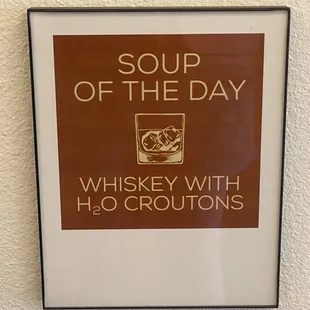 SOUP
OF THE DAY
WHISKEY WITH
H₂O CROUTONS